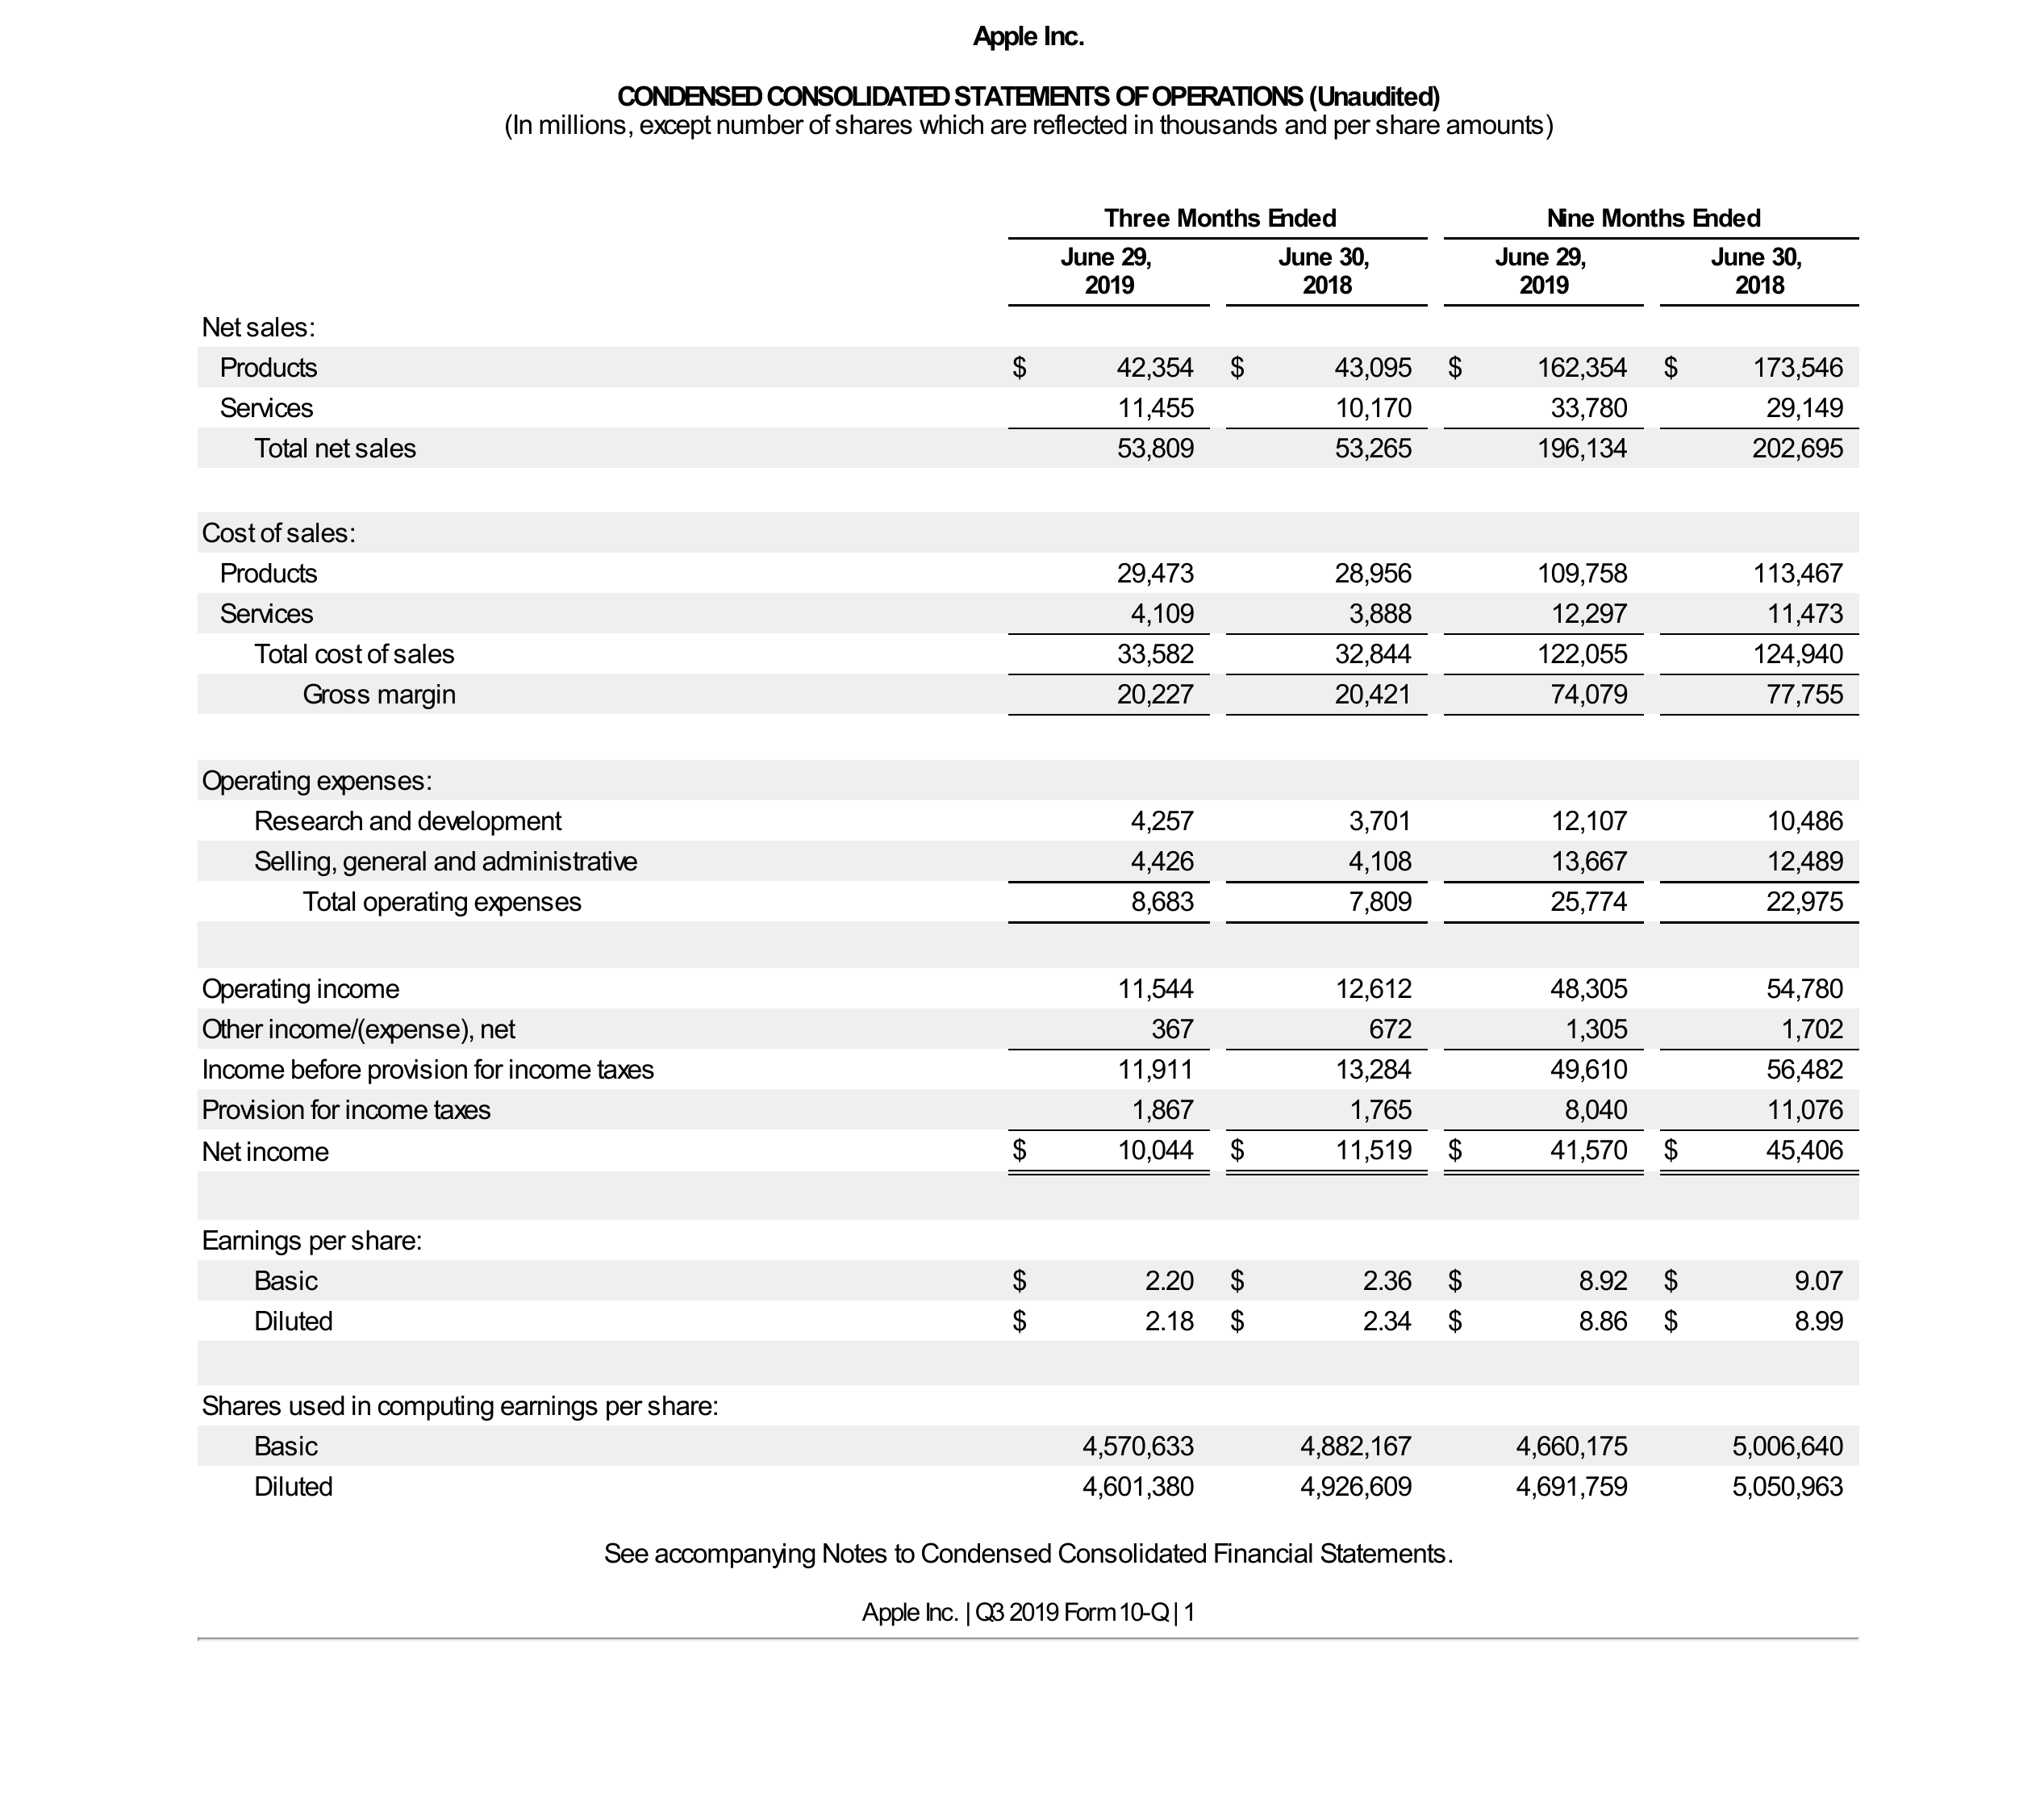 Apple Inc.
CONDENSED CONSOLIDATED STATEMENTS OF OPERATIONS (Unaudited)
(In millions, except number of shares which are reflected in thousands and per share amounts)
Three Months Ended Nine Months Ended
June 29, 2019 June 30, 2018 June 29, 2019 June 30, 2018
Net sales:
Products $ 42,354 $ 43,095 $ 162,354 $ 173,546
Services 11,455 10,170 33,780 29,149
Total net sales 53,809 53,265 196,134 202,695
Cost of sales:
Products 29,473 28,956 109,758 113,467
Services 4,109 3,888 12,297 11,473
Total cost of sales 33,582 32,844 122,055 124,940
Gross margin 20,227 20,421 74,079 77,755
Operating expenses:
Research and development 4,257 3,701 12,107 10,486
Selling, general and administrative 4,426 4,108 13,667 12,489
Total operating expenses 8,683 7,809 25,774 22,975
Operating income 11,544 12,612 48,305 54,780
Other income/(expense), net 367 672 1,305 1,702
Income before provision for income taxes 11,911 13,284 49,610 56,482
Provision for income taxes 1,867 1,765 8,040 11,076
Net income $ 10,044 $ 11,519 $ 41,570 $ 45,406
Earnings per share:
Basic $ 2.20 $ 2.36 $ 8.92 $ 9.07
Diluted $ 2.18 $ 2.34 $ 8.86 $ 8.99
Shares used in computing earnings per share:
Basic 4,570,633 4,882,167 4,660,175 5,006,640
Diluted 4,601,380 4,926,609 4,691,759 5,050,963
See accompanying Notes to Condensed Consolidated Financial Statements.
Apple Inc. | Q3 2019 Form 10-Q | 1